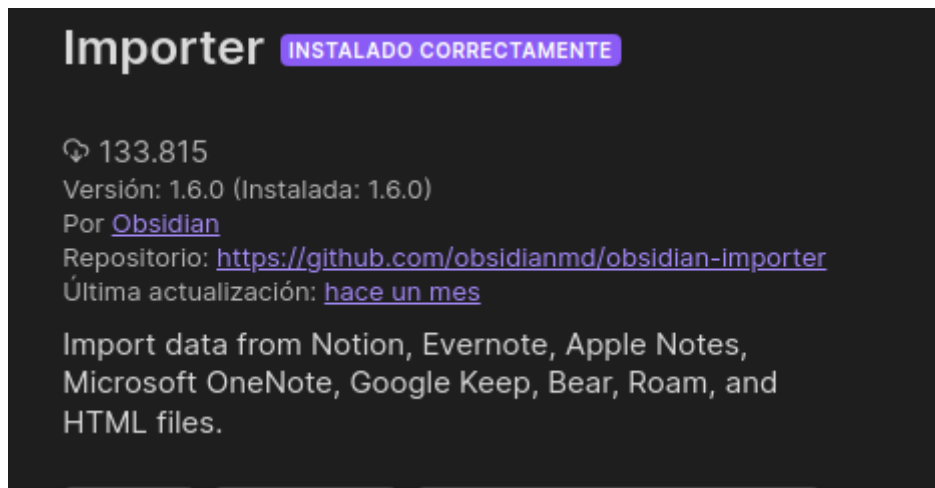 Importer INSTALADO CORRECTAMENTE
133.815
Versión: 1.6.0 (Instalada: 1.6.0)
Por Obsidian
Repositorio: https://github.com/obsidianmd/obsidian-importer
Última actualización: hace un mes
Import data from Notion, Evernote, Apple Notes,
Microsoft OneNote, Google Keep, Bear, Roam, and
HTML files.